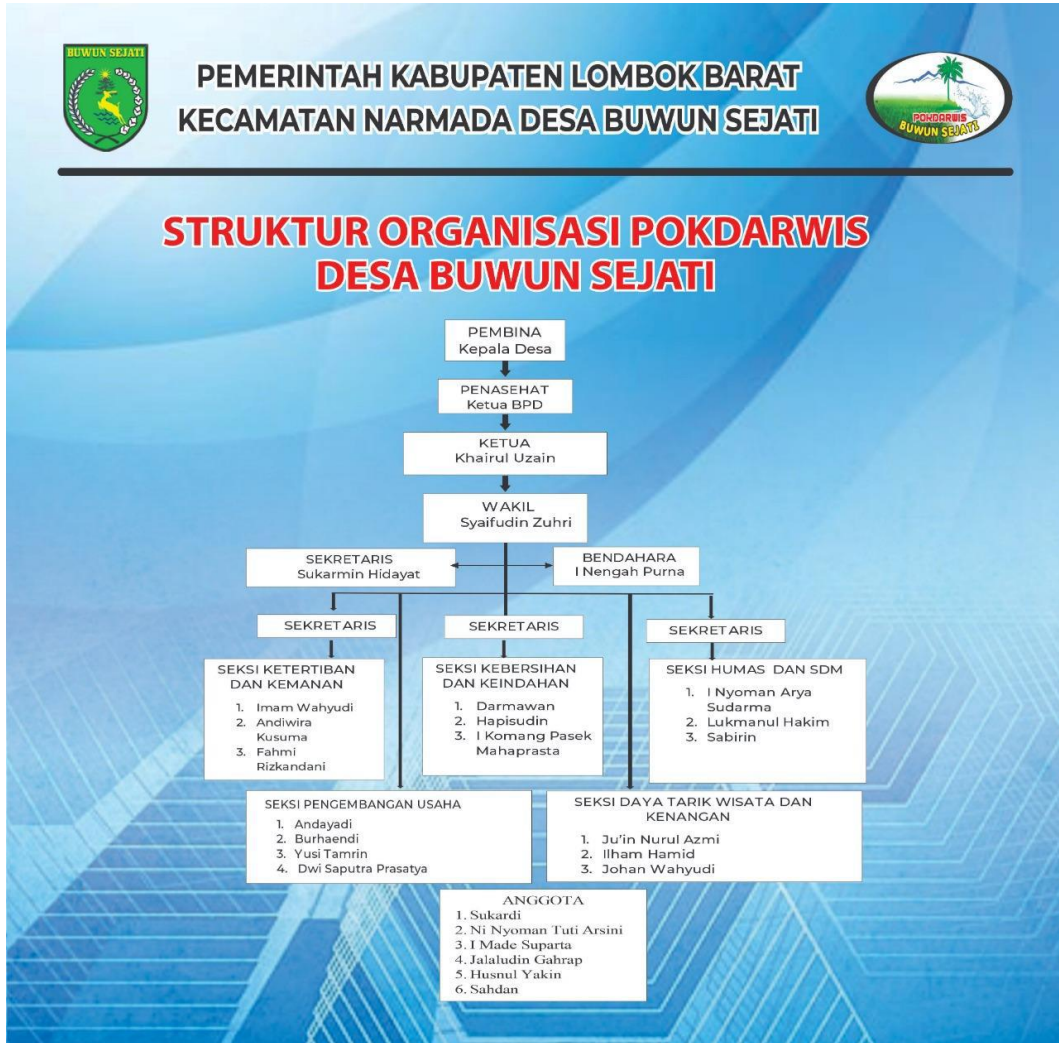 BUWUN SEJATI
PEMERINTAH KABUPATEN LOMBOK BARAT
KECAMATAN NARMADA DESA BUWUN SEJATI
POKDARWIS
BUWUN SEJATI
STRUKTUR ORGANISASI POKDARWIS
DESA BUWUN SEJATI
PEMBINA
Kepala Desa
PENASEHAT
Ketua BPD
KETUA
Khairul Uzain
WAKIL
Syaifudin Zuhri
SEKRETARIS
Sukarmin Hidayat
BENDAHARA
I Nengah Purna
SEKRETARIS
SEKRETARIS
SEKRETARIS
SEKSI KETERTIBAN
DAN KEMANAN
1. Imam Wahyudi
2. Andiwira
Kusuma
3. Fahmi
Rizkandani
SEKSI KEBERSIHAN
DAN KEINDAHAN
1. Darmawan
2. Hapisudin
3. I Komang Pasek
Mahaprasta
SEKSI HUMAS DAN SDM
1. I Nyoman Arya
Sudarma
2. Lukmanul Hakim
3. Sabirin
SEKSI PENGEMBANGAN USAHA
1. Andayadi
2. Burhaendi
3. Yusi Tamrin
4. Dwi Saputra Prasatya
SEKSI DAYA TARIK WISATA DAN
KENANGAN
1. Ju'in Nurul Azmi
2. Ilham Hamid
3. Johan Wahyudi
ANGGOTA
1. Sukardi
2. Ni Nyoman Tuti Arsini
3. I Made Suparta
4. Jalaludin Gahrap
5. Husnul Yakin
6. Sahdan